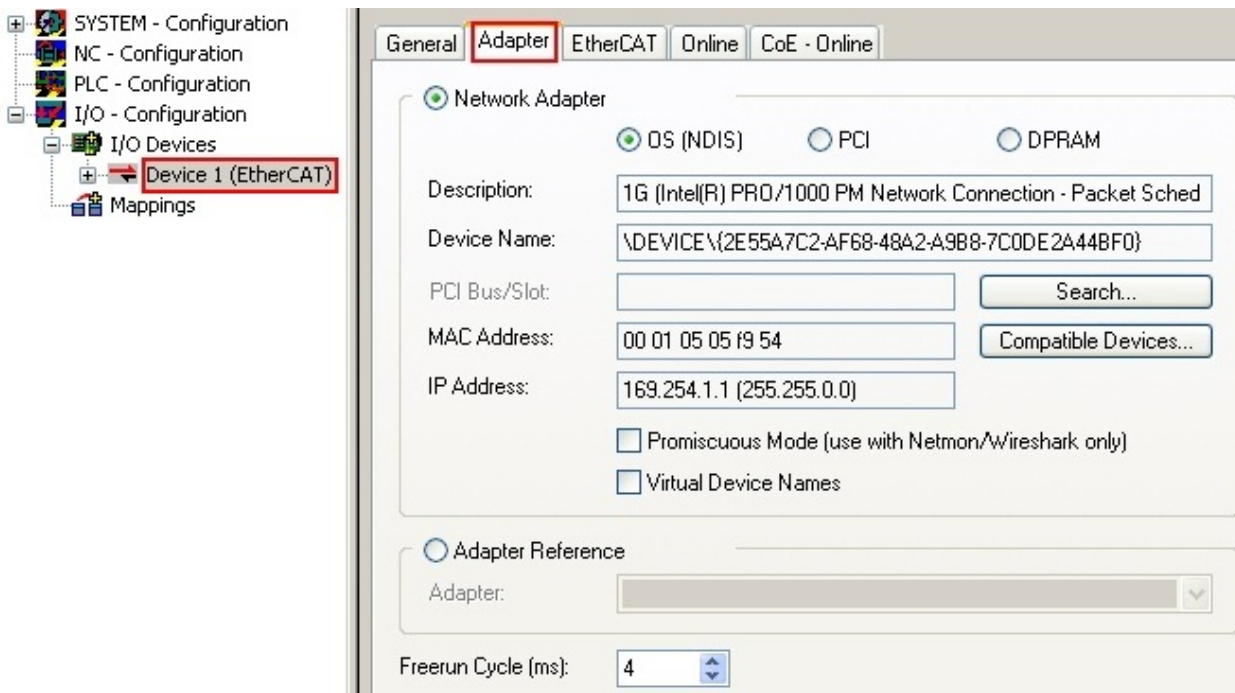 SYSTEM - Configuration
NC - Configuration
PLC - Configuration
I/O - Configuration
I/O Devices
Device 1 (EtherCAT)
Mappings
General Adapter EtherCAT Online CoE - Online
Network Adapter
OS (NDIS) PCI DPRAM
Description: 1G (Intel(R) PRO/1000 PM Network Connection - Packet Sched
Device Name: \DEVICE\{2E55A7C2-AF68-48A2-A9B8-7C0DE2A44BF0}
PCI Bus/Slot: Search...
MAC Address: 00 01 05 05 f9 54 Compatible Devices...
IP Address: 169.254.1.1 (255.255.0.0)
Promiscuous Mode (use with Netmon/Wireshark only)
Virtual Device Names
Adapter Reference
Adapter:
Freerun Cycle (ms): 4